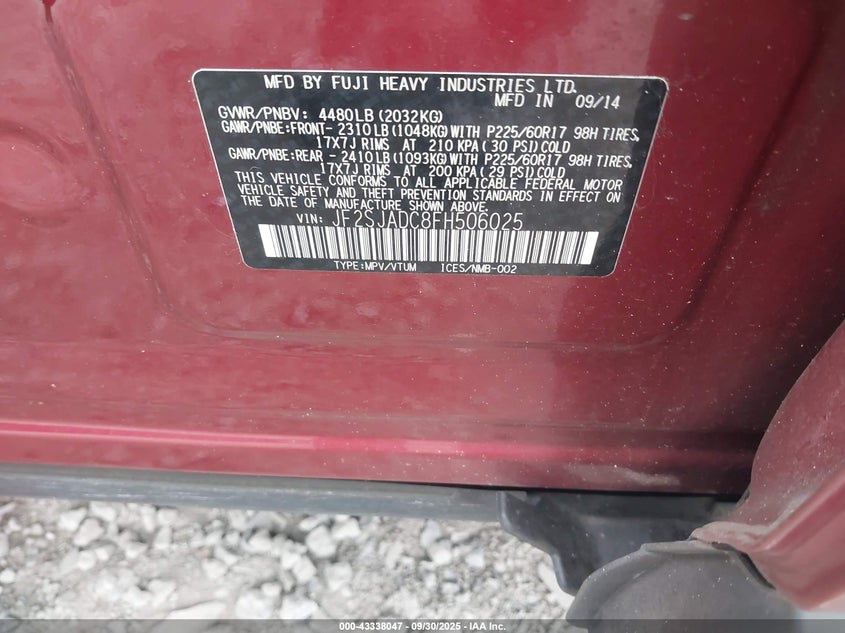 MFD BY FUJI HEAVY INDUSTRIES LTD.
MFD IN 09/14
GVWR/PNBV: 4480LB (2032KG)
GAWR/PNBE:FRONT- 2310LB (1048KG)WITH P225/60R17 98H TIRES,
17X7J RIMS AT 210 KPA (30 PSI)COLD
GAWR/PNBE:REAR - 2410LB (1093KG)WITH P225/60R17 98H TIRES,
17X7J RIMS AT 200 KPA (29 PSI)COLD
THIS VEHICLE CONFORMS TO ALL APPLICABLE FEDERAL MOTOR
VEHICLE SAFETY AND THEFT PREVENTION STANDARDS IN EFFECT ON
THE DATE OF MANUFACTURE SHOWN ABOVE.
VIN: JF2SJADC8FH506025
TYPE:MPV/VTUM ICES/NMB-002
000-43338047 - 09/30/2025 - IAA Inc.